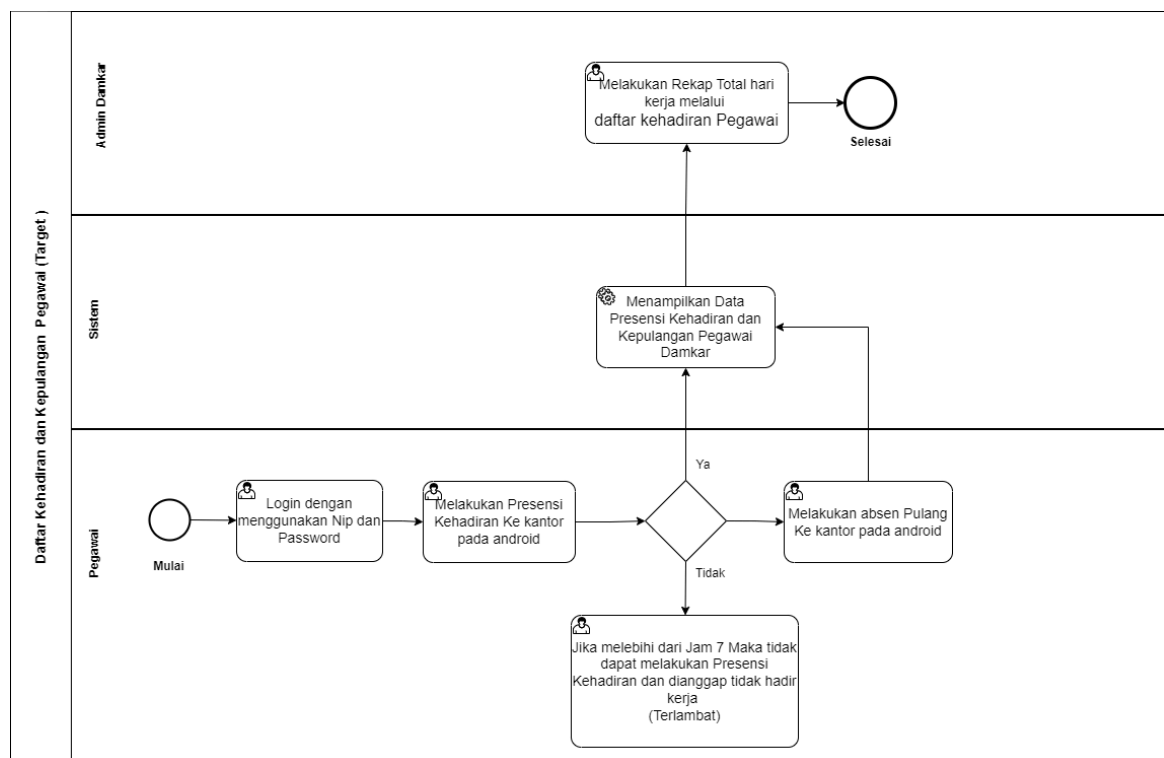 Daftar Kehadiran dan Kepulangan Pegawai (Target )
Admin Damkar
Melakukan Rekap Total hari
kerja melalui
daftar kehadiran Pegawai
Selesai
Sistem
Menampilkan Data
Presensi Kehadiran dan
Kepulangan Pegawai
Damkar
Pegawai
Mulai
Login dengan
menggunakan Nip dan
Password
Melakukan Presensi
Kehadiran Ke kantor
pada android
Ya
Tidak
Melakukan absen Pulang
Ke kantor pada android
Jika melebihi dari Jam 7 Maka tidak
dapat melakukan Presensi
Kehadiran dan dianggap tidak hadir
kerja
(Terlambat)